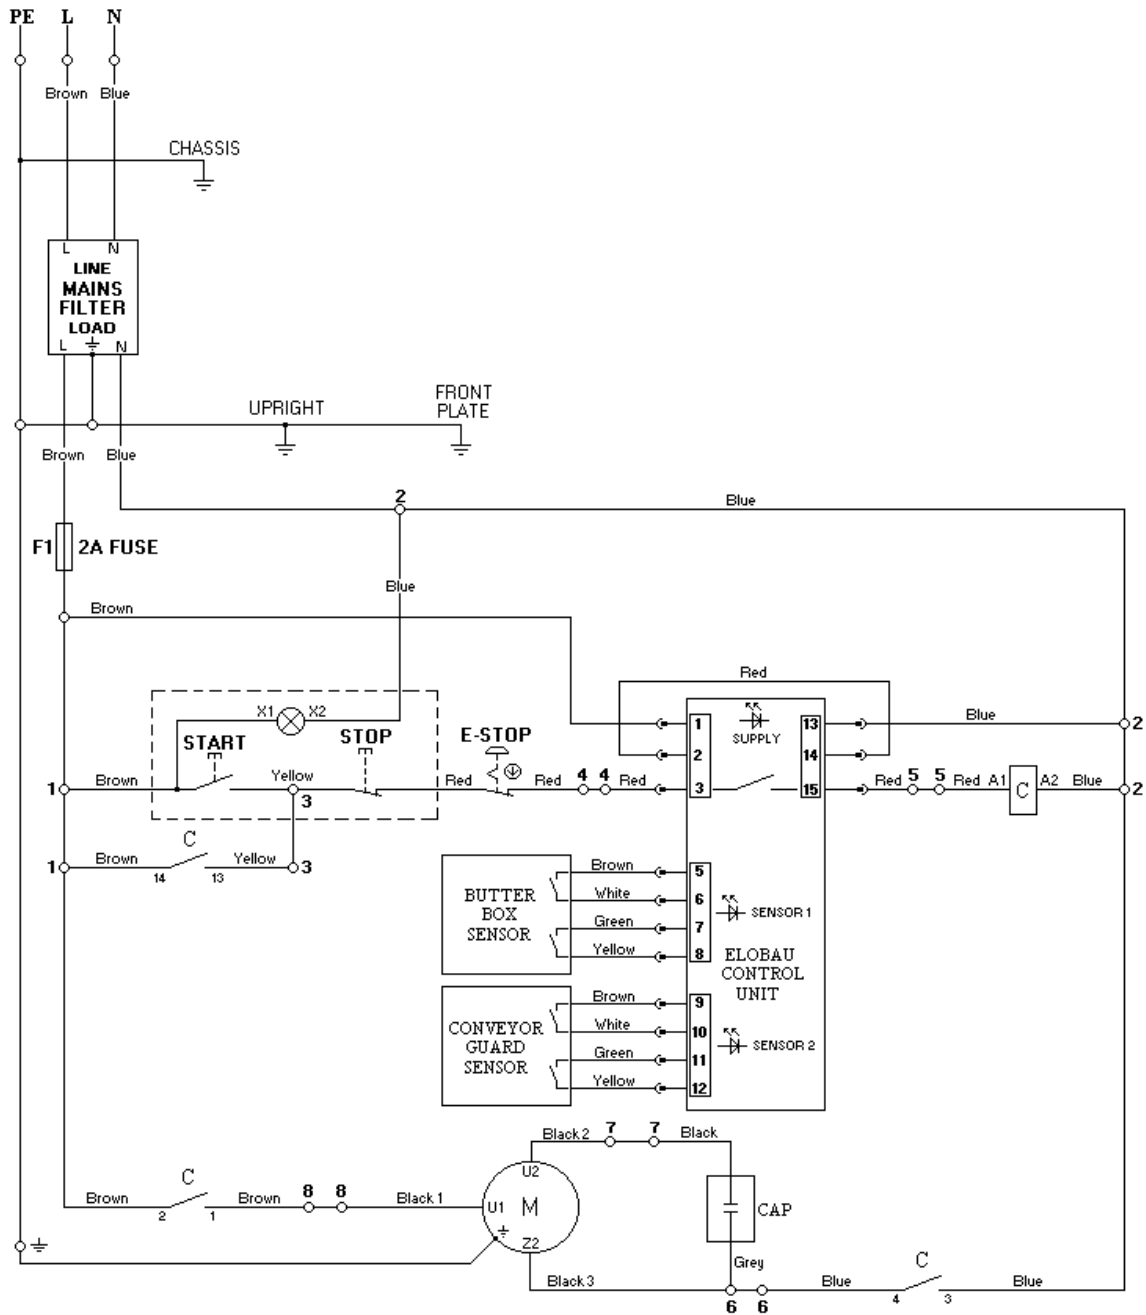 PE L N
Brown Blue
CHASSIS
L N
LINE
MAINS
FILTER
LOAD
L N
FRONT
PLATE
UPRIGHT
Brown Blue
2
Blue
F1 2A FUSE
Blue
Brown
Red
X1 X2
START STOP E-STOP
1 13 Blue 2
SUPPLY
2 14
1 Brown Yellow 3 Red Red 4 4 Red 3 15 Red 5 5 Red A1 C A2 Blue 2
C
1 Brown 14 13 Yellow 3
BUTTER
BOX
SENSOR
Brown 5
White 6
Green 7
Yellow 8
SENSOR 1
ELOBAU
CONTROL
UNIT
CONVEYOR
GUARD
SENSOR
Brown 9
White 10
Green 11
Yellow 12
SENSOR 2
Black 2 7 7 Black
U2
C
Brown 2 1 Brown 8 8 Black 1 U1 M
CAP
Z2
Grey
C
Black 3 6 6 Blue 4 3 Blue